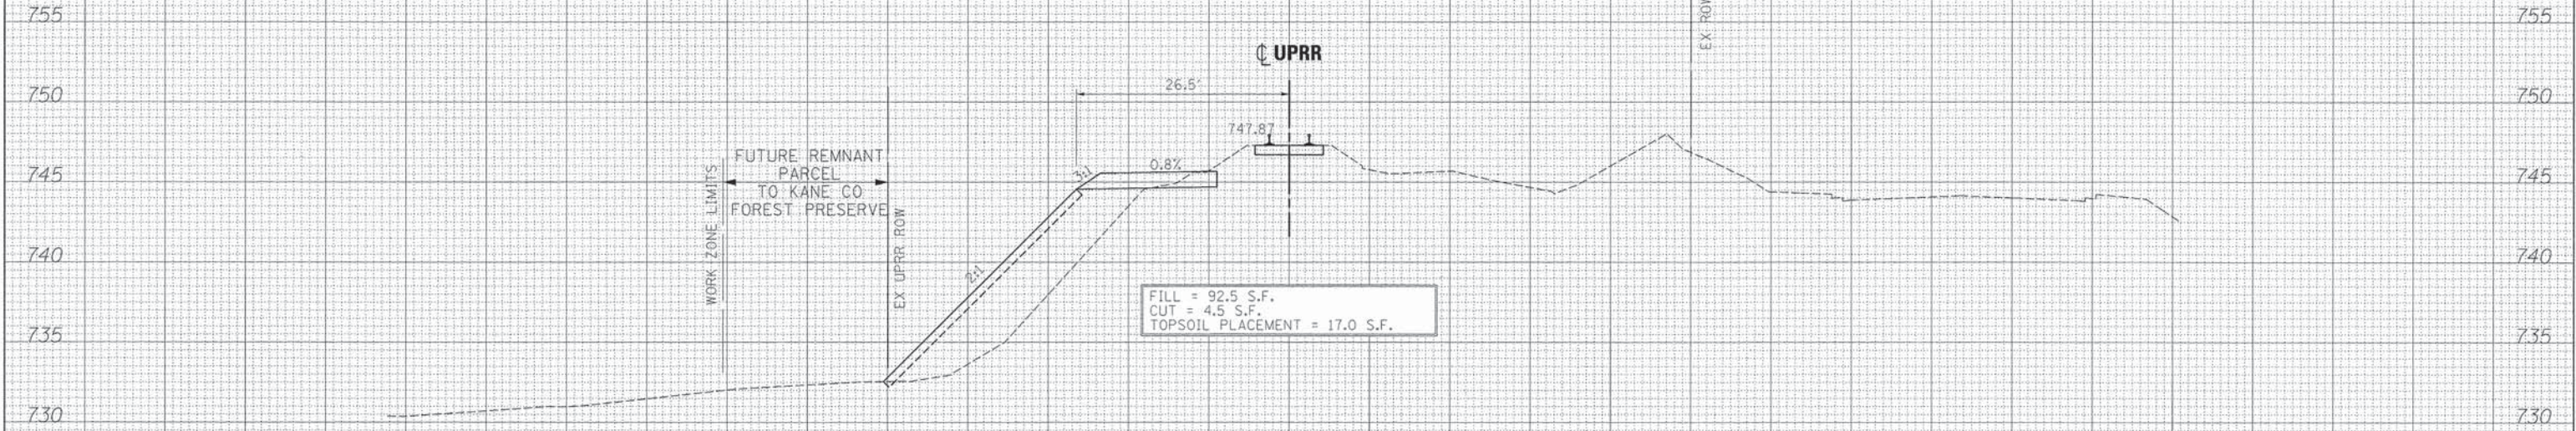 755
755
EX ROW
℄ UPRR
26.5'
750
750
747.87
FUTURE REMNANT
PARCEL
TO KANE CO
FOREST PRESERVE
745
3:1
0.8%
745
WORK ZONE LIMITS
EX UPRR ROW
740
2:1
740
FILL = 92.5 S.F.
CUT = 4.5 S.F.
TOPSOIL PLACEMENT = 17.0 S.F.
735
735
730
730